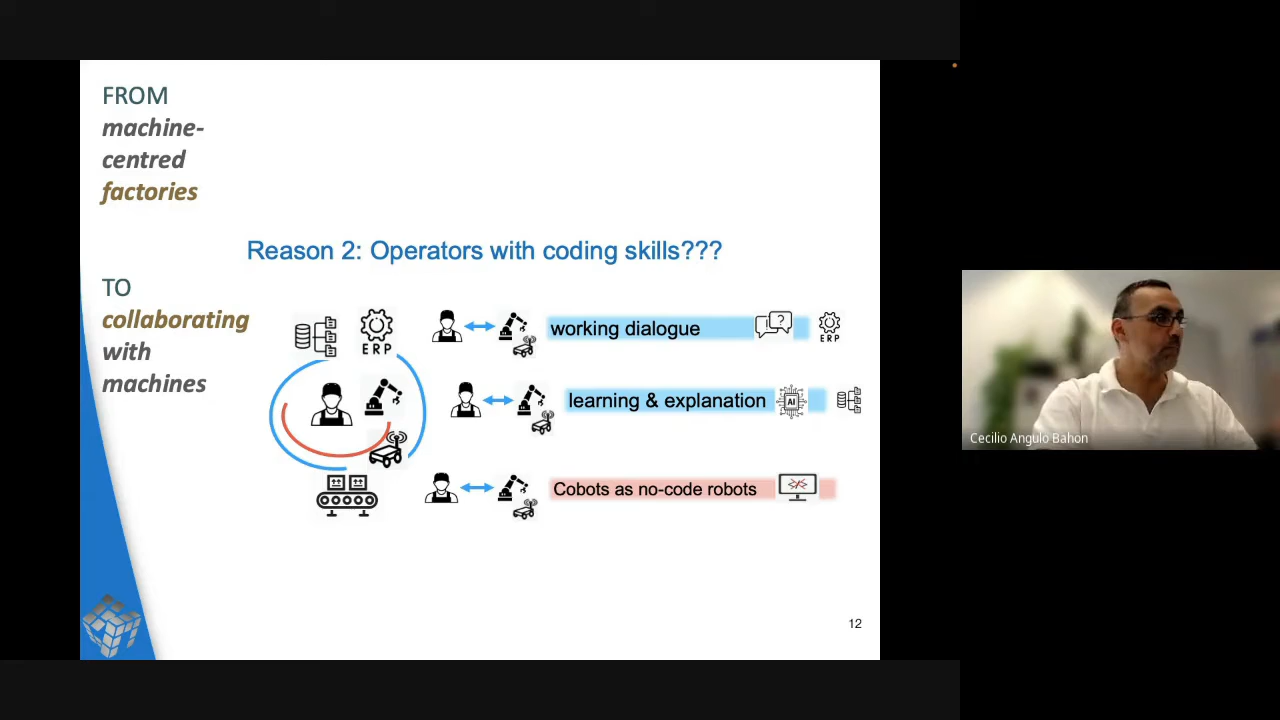 FROM
machine-
centred
factories
Reason 2: Operators with coding skills???
TO
collaborating
with
machines
ERP
working dialogue
ERP
learning & explanation
AI
Cobots as no-code robots
12
Cecilio Angulo Bahon